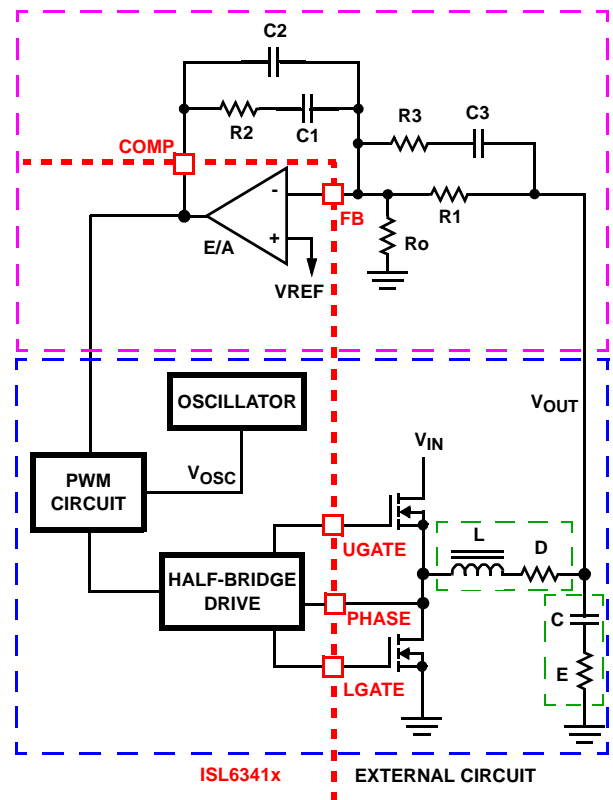 C2
R2
C1
R3
C3
COMP
-
FB
R1
E/A
+
Ro
VREF
OSCILLATOR
VOUT
VIN
PWM
CIRCUIT
VOSC
L
D
UGATE
HALF-BRIDGE
DRIVE
PHASE
C
E
LGATE
ISL6341x
EXTERNAL CIRCUIT